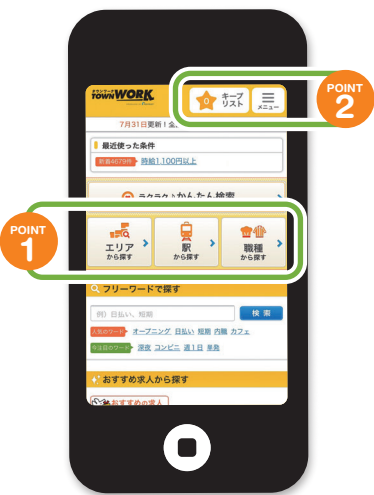 タウンワーク
TOWNWORK
0
キープ
リスト
メニュー
POINT
2
7月31日更新！全
最近使った条件
新着4679件
時給1,100円以上
ラクラク♪かんたん検索
POINT
1
エリア
から探す
駅
から探す
職種
から探す
フリーワードで探す
例）日払い、短期
検索
人気のワード
オープニング 日払い 短期 内職 カフェ
今注目のワード
深夜 コンビニ 週1日 単発
おすすめ求人から探す
おすすめの求人